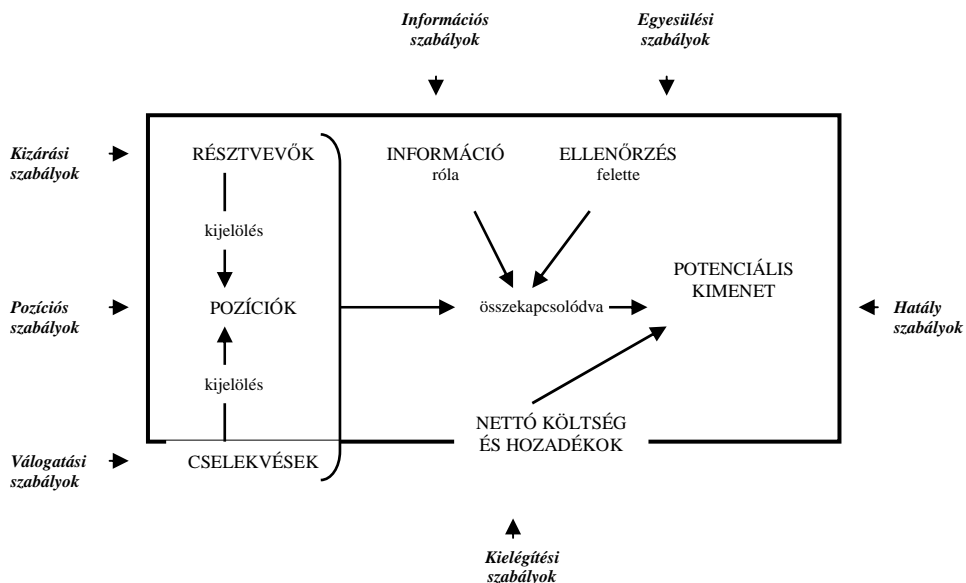 Információs
szabályok
Egyesülési
szabályok
Kizárási
szabályok
RÉSZTVEVŐK
INFORMÁCIÓ
róla
ELLENŐRZÉS
felette
kijelölés
POTENCIÁLIS
KIMENET
Pozíciós
szabályok
POZÍCIÓK
összekapcsolódva
Hatály
szabályok
kijelölés
NETTÓ KÖLTSÉG
ÉS HOZADÉKOK
Válogatási
szabályok
CSELEKVÉSEK
Kielégítési
szabályok